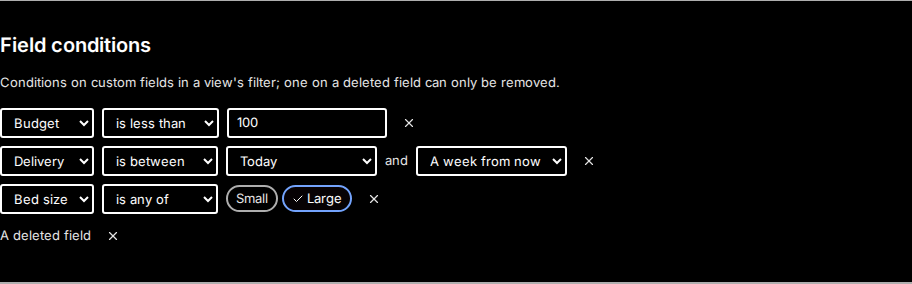 Field conditions
Conditions on custom fields in a view's filter; one on a deleted field can only be removed.
Budget is less than 100
Delivery is between Today and A week from now
Bed size is any of Small Large
A deleted field